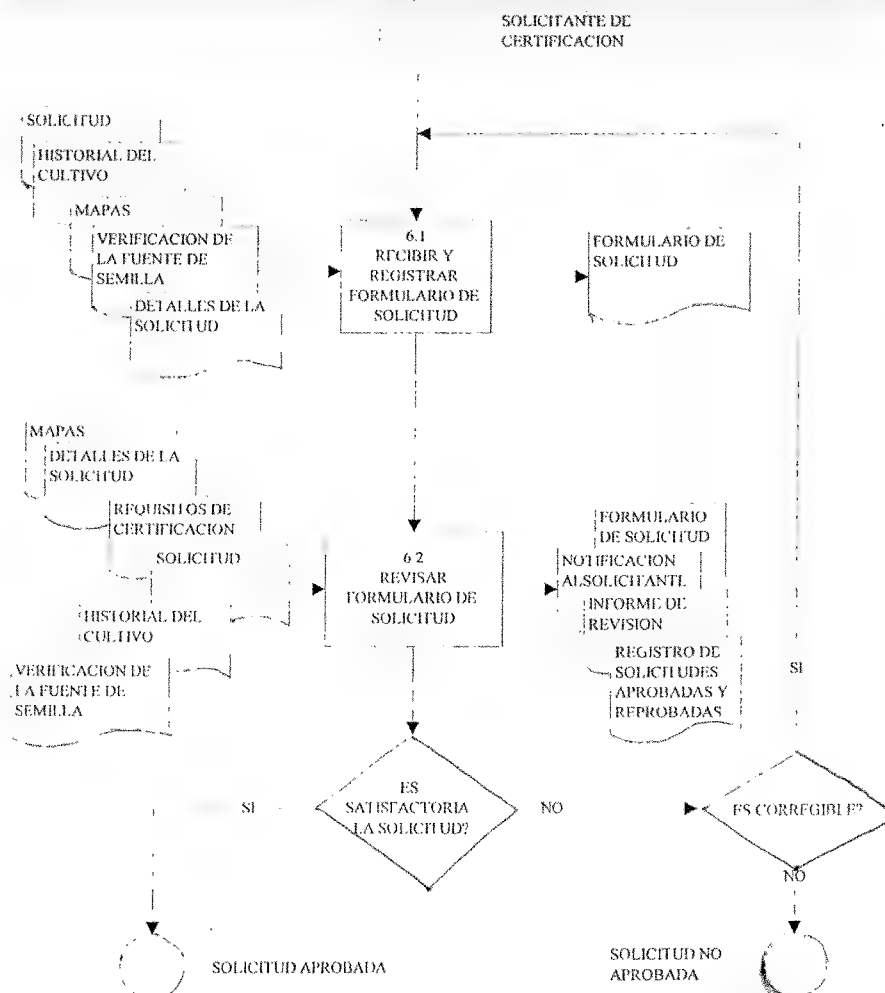 SOLICITANTE DE
CERTIFICACION
SOLICITUD
HISTORIAL DEL
CULTIVO
MAPAS
VERIFICACION DE
LA FUENTE DE
SEMILLA
DETALLES DE LA
SOLICITUD
6.1
RECIBIR Y
REGISTRAR
FORMULARIO DE
SOLICITUD
FORMULARIO DE
SOLICITUD
MAPAS
DETALLES DE LA
SOLICITUD
REQUISITOS DE
CERTIFICACION
SOLICITUD
HISTORIAL DEL
CULTIVO
VERIFICACION DE
LA FUENTE DE
SEMILLA
6.2
REVISAR
FORMULARIO DE
SOLICITUD
FORMULARIO
DE SOLICITUD
NOTIFICACION
ALSOLICITANTE
INFORME DE
REVISION
REGISTRO DE
SOLICITUDES
APROBADAS Y
REPROBADAS
SI
ES
SATISFACTORIA
LA SOLICITUD?
SI
NO
ES CORREGIBLE?
NO
SOLICITUD APROBADA
SOLICITUD NO
APROBADA